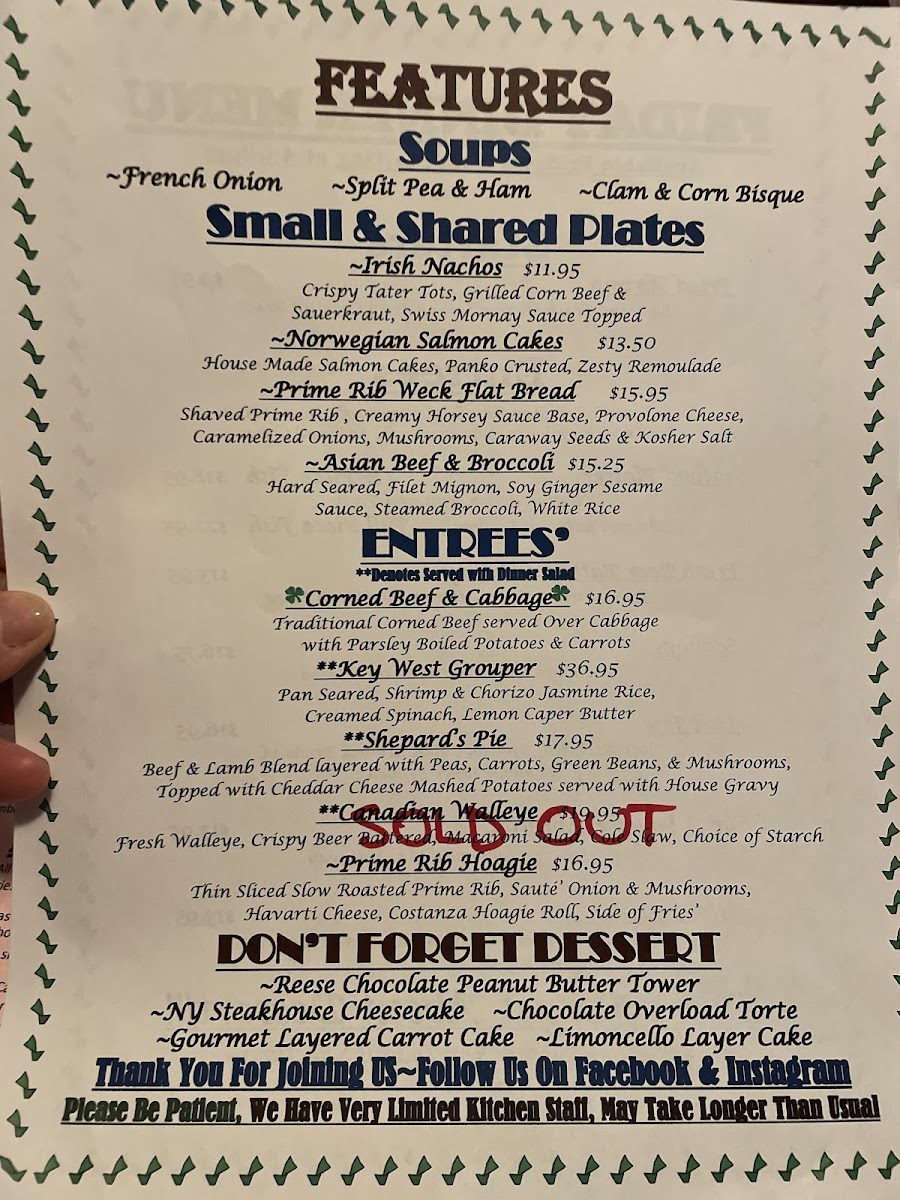 FEATURES
Soups
~French Onion ~Split Pea & Ham ~Clam & Corn Bisque
Small & Shared Plates
~Irish Nachos $11.95
Crispy Tater Tots, Grilled Corn Beef &
Sauerkraut, Swiss Mornay Sauce Topped
~Norwegian Salmon Cakes $13.50
House Made Salmon Cakes, Panko Crusted, Zesty Remoulade
~Prime Rib Weck Flat Bread $15.95
Shaved Prime Rib , Creamy Horsey Sauce Base, Provolone Cheese,
Caramelized Onions, Mushrooms, Caraway Seeds & Kosher Salt
~Asian Beef & Broccoli $15.25
Hard Seared, Filet Mignon, Soy Ginger Sesame
Sauce, Steamed Broccoli, White Rice
ENTREES'
**Denotes Served with Dinner Salad
Corned Beef & Cabbage $16.95
Traditional Corned Beef served Over Cabbage
with Parsley Boiled Potatoes & Carrots
**Key West Grouper $36.95
Pan Seared, Shrimp & Chorizo Jasmine Rice,
Creamed Spinach, Lemon Caper Butter
**Shepard's Pie $17.95
Beef & Lamb Blend layered with Peas, Carrots, Green Beans, & Mushrooms,
Topped with Cheddar Cheese Mashed Potatoes served with House Gravy
**Canadian Walleye $19.95
SOLD OUT
Fresh Walleye, Crispy Beer Battered, Macaroni Salad, Cole Slaw, Choice of Starch
~Prime Rib Hoagie $16.95
Thin Sliced Slow Roasted Prime Rib, Sauté' Onion & Mushrooms,
Havarti Cheese, Costanza Hoagie Roll, Side of Fries'
DON'T FORGET DESSERT
~Reese Chocolate Peanut Butter Tower
~NY Steakhouse Cheesecake ~Chocolate Overload Torte
~Gourmet Layered Carrot Cake ~Limoncello Layer Cake
Thank You For Joining US~Follow Us On Facebook & Instagram
Please Be Patient, We Have Very Limited Kitchen Staff, May Take Longer Than Usual